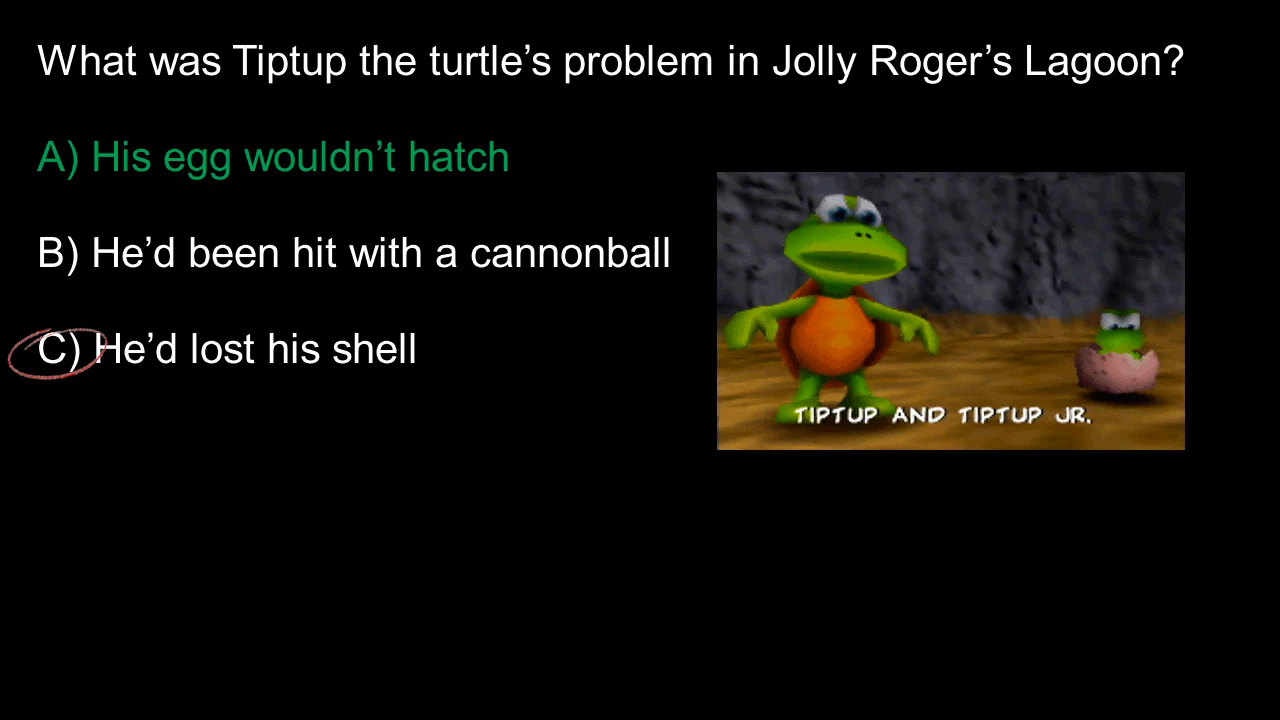 What was Tiptup the turtle’s problem in Jolly Roger’s Lagoon?
A) His egg wouldn’t hatch
B) He’d been hit with a cannonball
C) He’d lost his shell
TIPTUP AND TIPTUP JR.